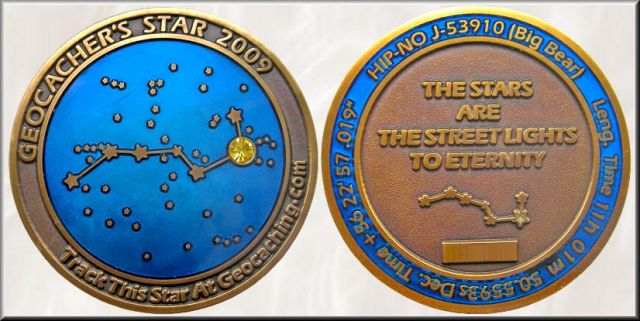 GEOCACHER'S STAR 2009
Track This Star At Geocaching.com
HIP-NO J-53910 (Big Bear)
Leng. Time 11h 01m 50.5593s Dec. Time +56 22' 57.019"
THE STARS
ARE
THE STREET LIGHTS
TO ETERNITY